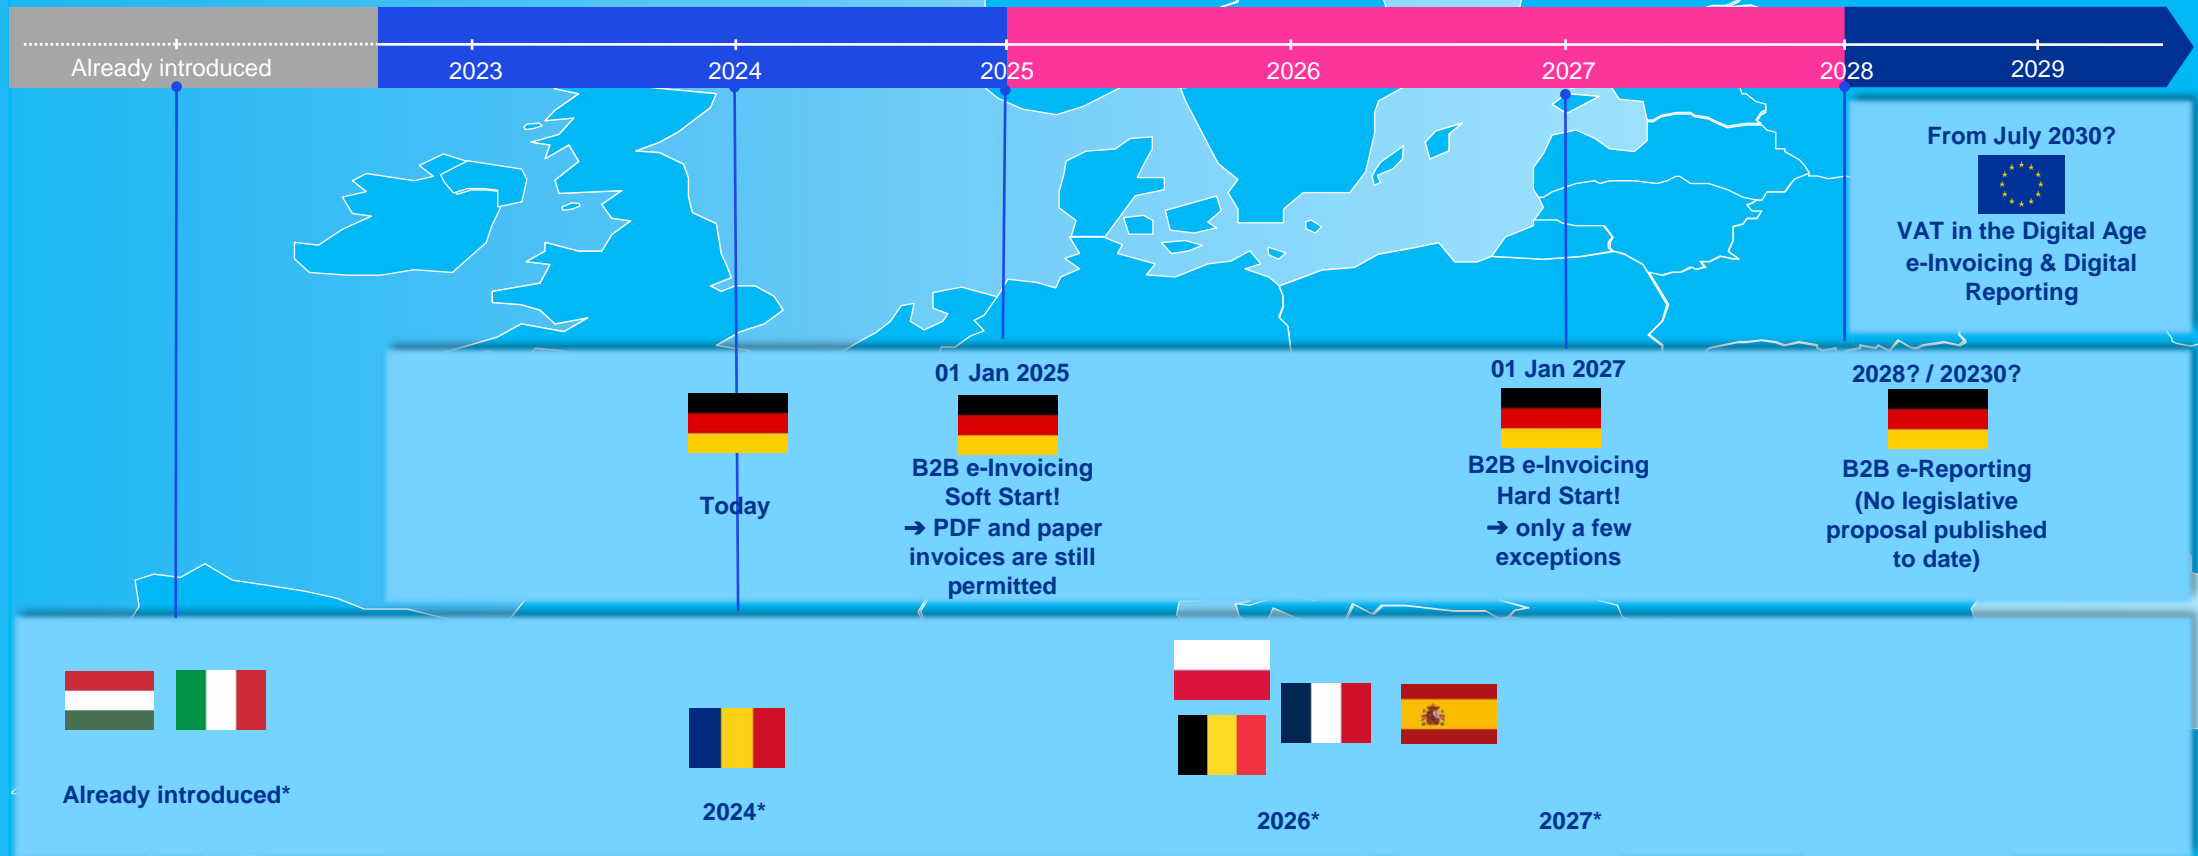 Already introduced
2023
2024
2025
2026
2027
2028
2029
From July 2030?
VAT in the Digital Age
e-Invoicing & Digital
Reporting
Today
01 Jan 2025
B2B e-Invoicing
Soft Start!
➔ PDF and paper
invoices are still
permitted
01 Jan 2027
B2B e-Invoicing
Hard Start!
➔ only a few
exceptions
2028? / 20230?
B2B e-Reporting
(No legislative
proposal published
to date)
Already introduced*
2024*
2026*
2027*